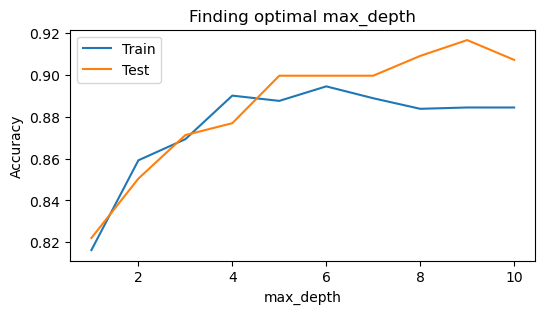 Finding optimal max_depth
Train
Test
0.92
0.90
0.88
0.86
0.84
0.82
Accuracy
2 4 6 8 10
max_depth